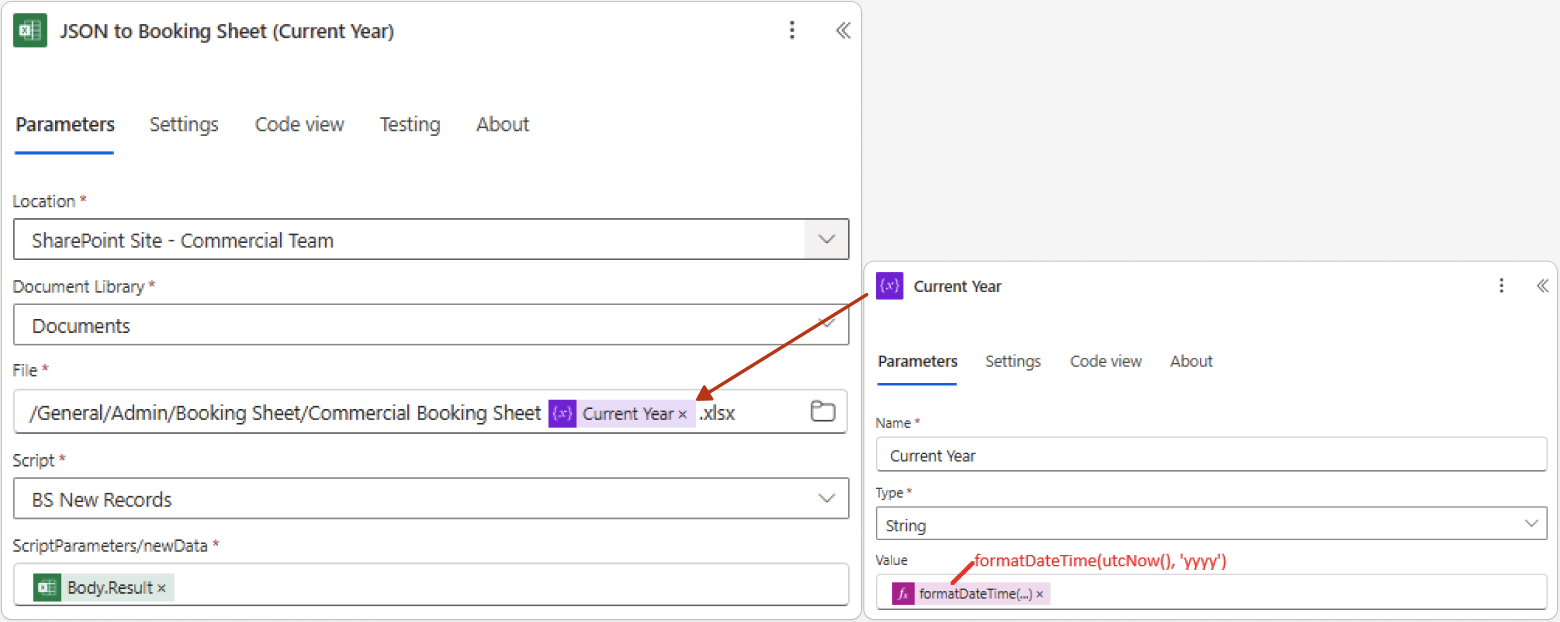 JSON to Booking Sheet (Current Year)
Parameters Settings Code view Testing About
Location *
SharePoint Site - Commercial Team
Document Library *
Documents
File *
/General/Admin/Booking Sheet/Commercial Booking Sheet {x} Current Year × .xlsx
Script *
BS New Records
ScriptParameters/newData *
Body.Result ×
{x} Current Year
Parameters Settings Code view About
Name *
Current Year
Type *
String
Value
formatDateTime(utcNow(), 'yyyy')
fx formatDateTime(...) ×